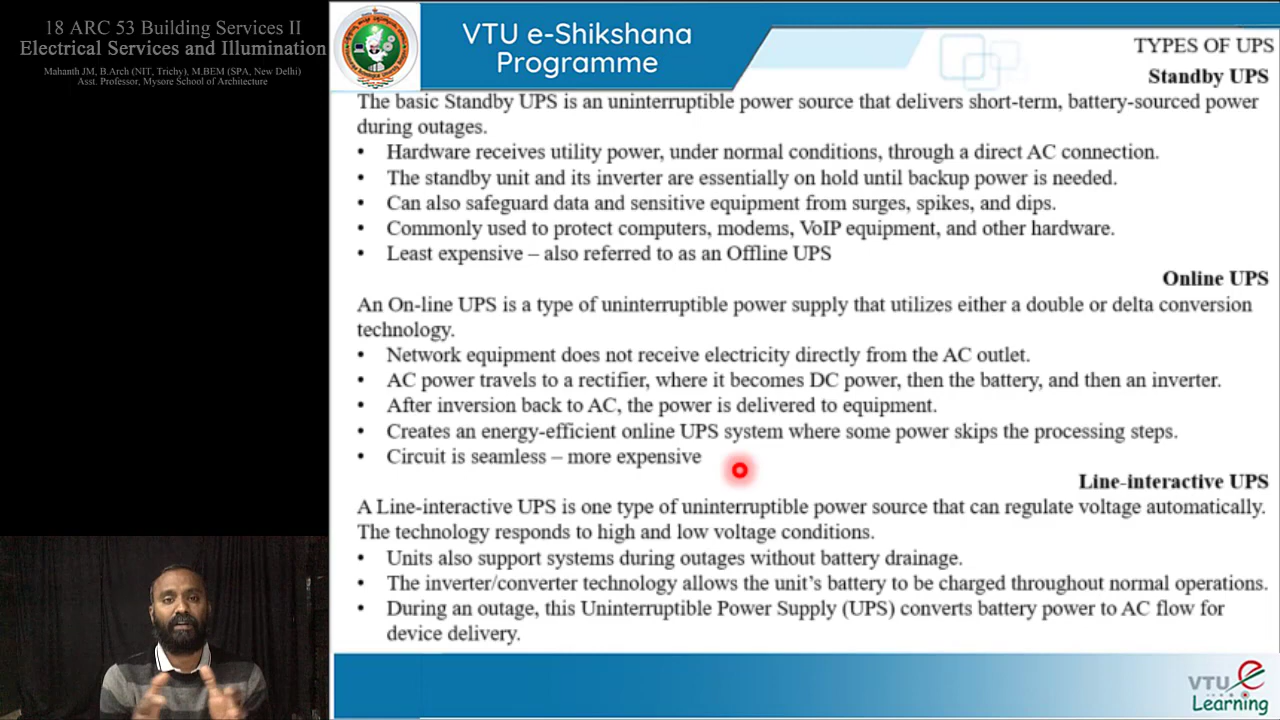 18 ARC 53 Building Services II
Electrical Services and Illumination
Mahanth JM, B.Arch (NIT, Trichy), M.BEM (SPA, New Delhi)
Asst. Professor, Mysore School of Architecture
VTU e-Shikshana
Programme
TYPES OF UPS
Standby UPS
The basic Standby UPS is an uninterruptible power source that delivers short-term, battery-sourced power
during outages.
• Hardware receives utility power, under normal conditions, through a direct AC connection.
• The standby unit and its inverter are essentially on hold until backup power is needed.
• Can also safeguard data and sensitive equipment from surges, spikes, and dips.
• Commonly used to protect computers, modems, VoIP equipment, and other hardware.
• Least expensive – also referred to as an Offline UPS
Online UPS
An On-line UPS is a type of uninterruptible power supply that utilizes either a double or delta conversion
technology.
• Network equipment does not receive electricity directly from the AC outlet.
• AC power travels to a rectifier, where it becomes DC power, then the battery, and then an inverter.
• After inversion back to AC, the power is delivered to equipment.
• Creates an energy-efficient online UPS system where some power skips the processing steps.
• Circuit is seamless – more expensive
Line-interactive UPS
A Line-interactive UPS is one type of uninterruptible power source that can regulate voltage automatically.
The technology responds to high and low voltage conditions.
• Units also support systems during outages without battery drainage.
• The inverter/converter technology allows the unit's battery to be charged throughout normal operations.
• During an outage, this Uninterruptible Power Supply (UPS) converts battery power to AC flow for
device delivery.
VTU e
Learning